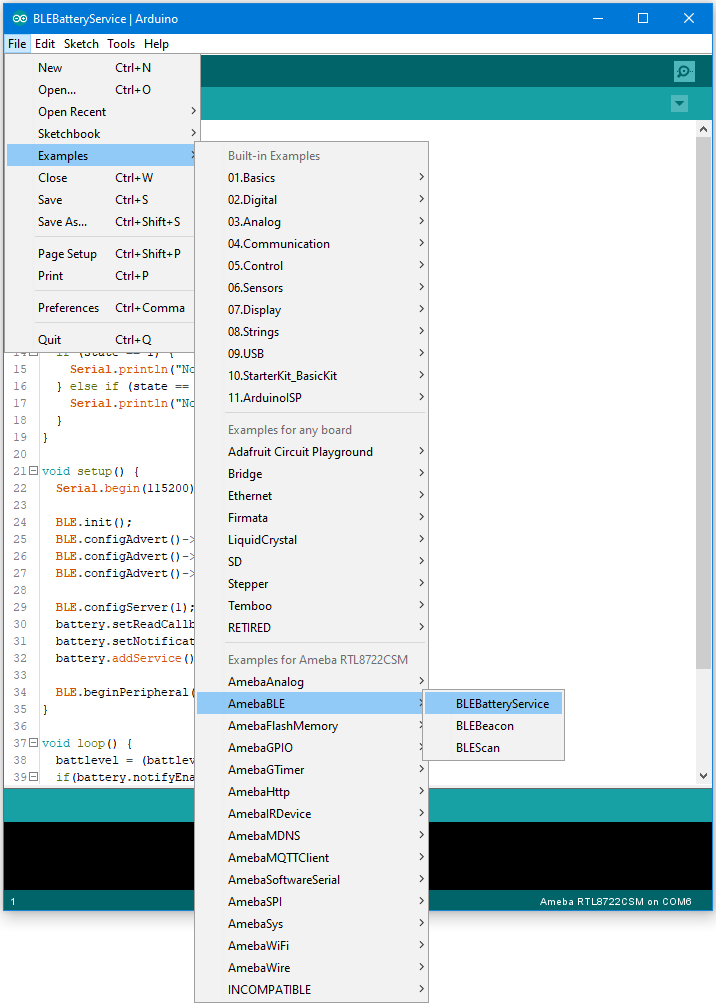 BLEBatteryService | Arduino
File Edit Sketch Tools Help
New Ctrl+N
Open... Ctrl+O
Open Recent
Sketchbook
Examples
Close Ctrl+W
Save Ctrl+S
Save As... Ctrl+Shift+S
Page Setup Ctrl+Shift+P
Print Ctrl+P
Preferences Ctrl+Comma
Quit Ctrl+Q
Built-in Examples
01.Basics
02.Digital
03.Analog
04.Communication
05.Control
06.Sensors
07.Display
08.Strings
09.USB
10.StarterKit_BasicKit
11.ArduinoISP
Examples for any board
Adafruit Circuit Playground
Bridge
Ethernet
Firmata
LiquidCrystal
SD
Stepper
Temboo
RETIRED
Examples for Ameba RTL8722CSM
AmebaAnalog
AmebaBLE
AmebaFlashMemory
AmebaGPIO
AmebaGTimer
AmebaHttp
AmebaIRDevice
AmebaMDNS
AmebaMQTTClient
AmebaSoftwareSerial
AmebaSPI
AmebaSys
AmebaWiFi
AmebaWire
INCOMPATIBLE
BLEBatteryService
BLEBeacon
BLEScan
14 if (state == 1) {
15 Serial.println("No
16 } else if (state ==
17 Serial.println("No
18 }
19 }
20
21 void setup() {
22 Serial.begin(115200)
23
24 BLE.init();
25 BLE.configAdvert()->
26 BLE.configAdvert()->
27 BLE.configAdvert()->
28
29 BLE.configServer(1);
30 battery.setReadCallb
31 battery.setNotificat
32 battery.addService()
33
34 BLE.beginPeripheral(
35 }
36
37 void loop() {
38 battlevel = (battlev
39 if(battery.notifyEna
1
Ameba RTL8722CSM on COM6